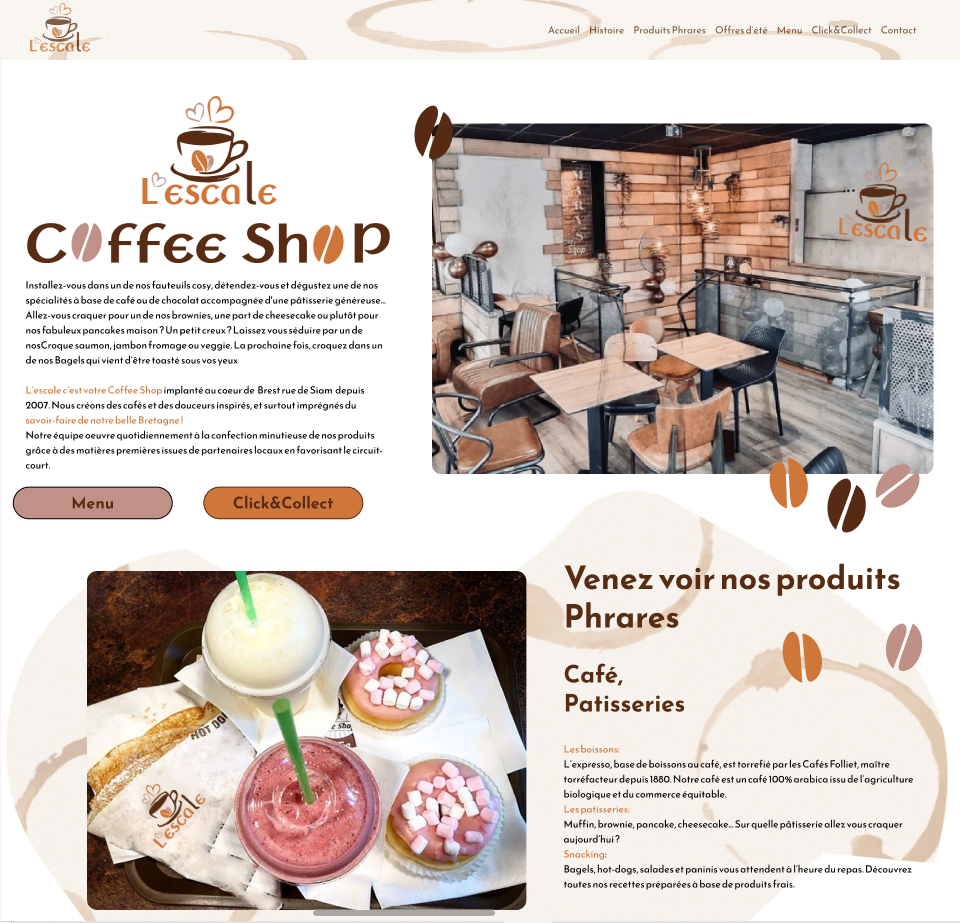 L'escale
Accueil Histoire Produits Phrares Offres d'été Menu Click&Collect Contact
L'escale
Coffee Shop
Installez-vous dans un de nos fauteuils cosy, détendez-vous et dégustez une de nos
spécialités à base de café ou de chocolat accompagnée d'une pâtisserie généreuse...
Allez-vous craquer pour un de nos brownies, une part de cheesecake ou plutôt pour
nos fabuleux pancakes maison ? Un petit creux ? Laissez vous séduire par un de
nosCroque saumon, jambon fromage ou veggie. La prochaine fois, croquez dans un
de nos Bagels qui vient d'être toasté sous vos yeux
L'escale c'est votre Coffee Shop implanté au coeur de Brest rue de Siam depuis
2007. Nous créons des cafés et des douceurs inspirés, et surtout imprégnés du
savoir-faire de notre belle Bretagne !
Notre équipe oeuvre quotidiennement à la confection minutieuse de nos produits
grâce à des matières premières issues de partenaires locaux en favorisant le circuit-
court.
Menu
Click&Collect
L'escale
Shop
Venez voir nos produits
Phrares
Café,
Patisseries
Les boissons:
L'expresso, base de boissons au café, est torrefié par les Cafés Folliet, maître
torréfacteur depuis 1880. Notre café est un café 100% arabica issu de l'agriculture
biologique et du commerce équitable.
Les patisseries:
Muffin, brownie, pancake, cheesecake... Sur quelle pâtisserie allez vous craquer
aujourd'hui ?
Snacking:
Bagels, hot-dogs, salades et paninis vous attendent à l'heure du repas. Découvrez
toutes nos recettes préparées à base de produits frais.
HOT DOG
L'escale